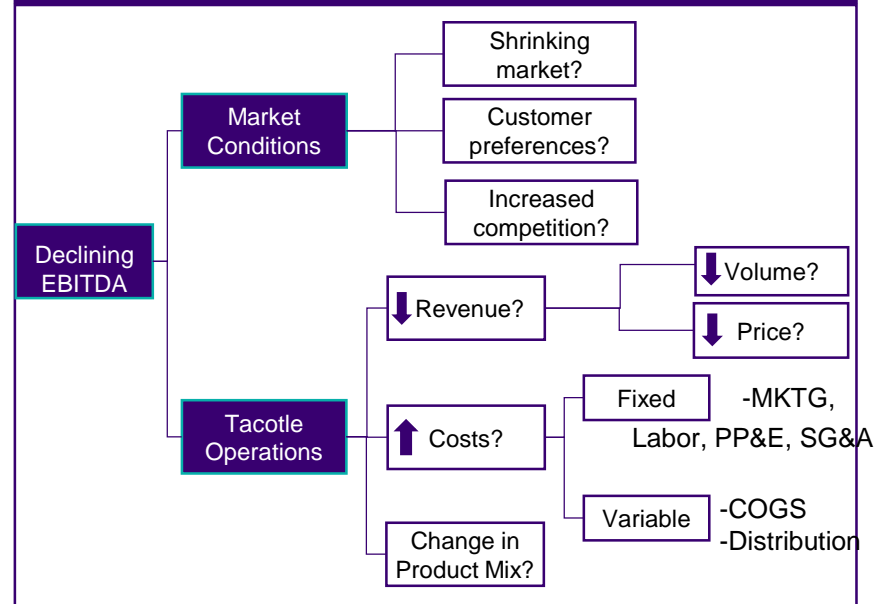 Shrinking
market?
Market
Conditions
Customer
preferences?
Increased
competition?
Declining
EBITDA
Volume?
Revenue?
Price?
Tacotle
Operations
Costs?
Fixed
-MKTG,
Labor, PP&E, SG&A
Variable
-COGS
-Distribution
Change in
Product Mix?